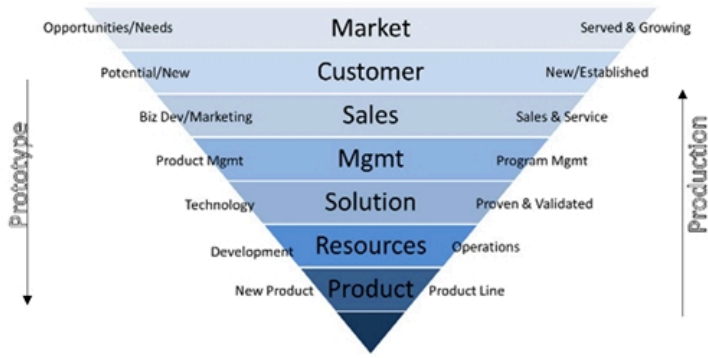 Opportunities/Needs Market Served & Growing
Potential/New Customer New/Established
Biz Dev/Marketing Sales Sales & Service
Product Mgmt Mgmt Program Mgmt
Technology Solution Proven & Validated
Development Resources Operations
New Product Product Product Line
Prototype
Production